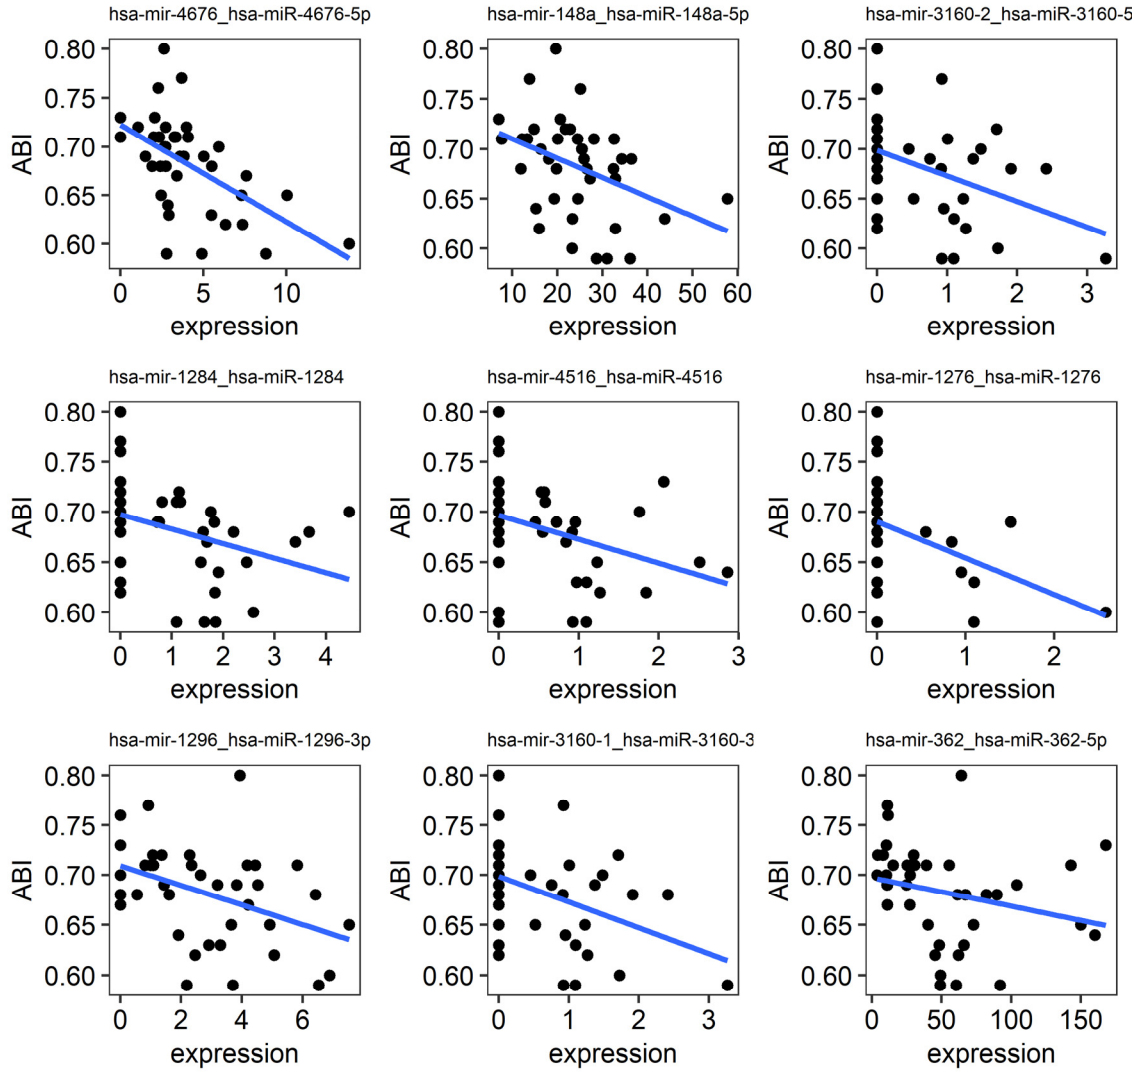 hsa-mir-4676_hsa-miR-4676-5p
0.80
0.75
0.70
0.65
0.60
ABI
0 5 10
expression
hsa-mir-148a_hsa-miR-148a-5p
0.80
0.75
0.70
0.65
0.60
ABI
10 20 30 40 50 60
expression
hsa-mir-3160-2_hsa-miR-3160-5
0.80
0.75
0.70
0.65
0.60
ABI
0 1 2 3
expression
hsa-mir-1284_hsa-miR-1284
0.80
0.70
0.65
0.60
ABI
0 1 2 3 4
expression
hsa-mir-4516_hsa-miR-4516
0.80
0.70
0.65
0.60
ABI
0 1 2 3
expression
hsa-mir-1276_hsa-miR-1276
0.80
0.70
0.65
0.60
ABI
0 1 2
expression
hsa-mir-1296_hsa-miR-1296-3p
0.80
0.75
0.70
0.65
0.60
ABI
0 2 4 6
expression
hsa-mir-3160-1_hsa-miR-3160-3
0.80
0.75
0.70
0.65
0.60
ABI
0 1 2 3
expression
hsa-mir-362_hsa-miR-362-5p
0.80
0.75
0.70
0.65
0.60
ABI
0 50 100 150
expression